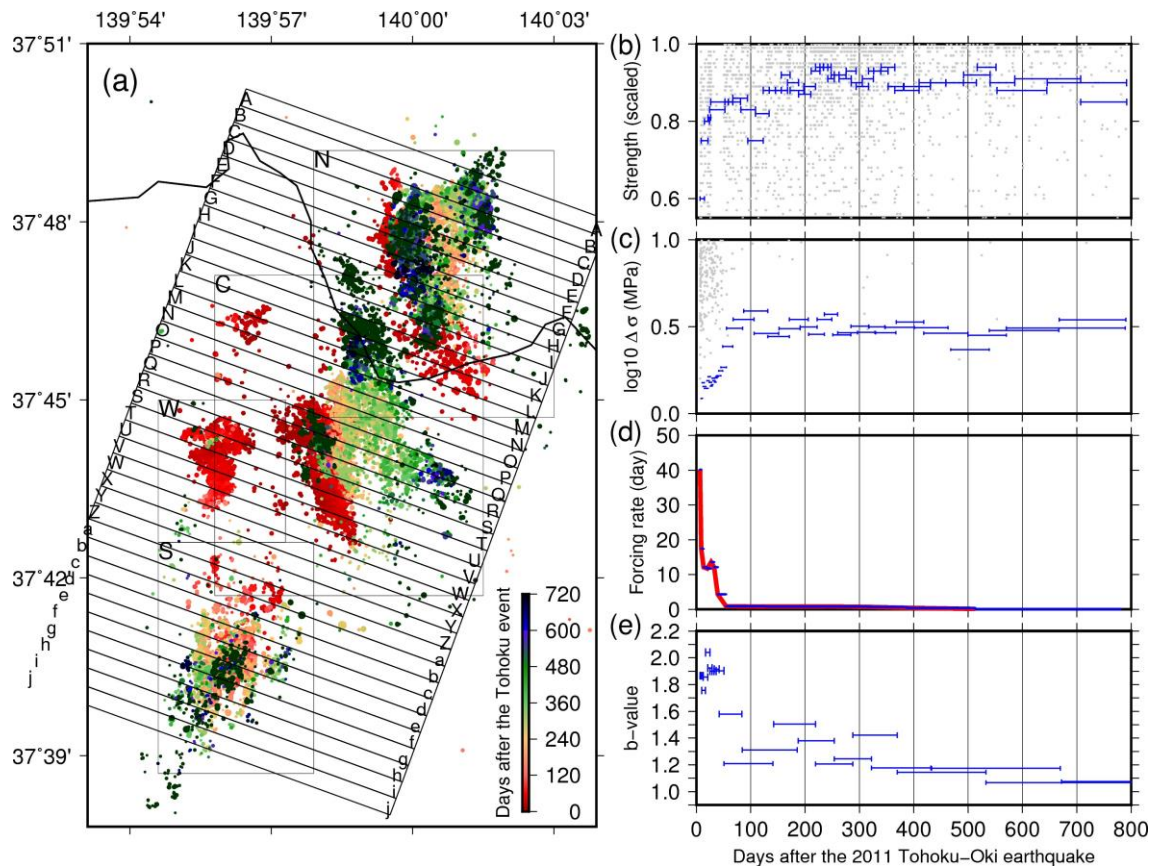 139°54' 139°57' 140°00' 140°03'
37°51'
37°48'
37°45'
37°42'
37°39'
(a)
A
B
C
D
E
F
G
H
I
J
K
L
M
N
O
P
Q
R
S
T
U
V
W
X
Y
Z
a
b
c
d
e
f
g
h
i
j
N
C
W
S
A
B
C
D
E
F
G
H
I
J
K
L
M
N
O
P
Q
R
S
T
U
V
W
X
Y
Z
a
b
c
d
e
f
g
h
i
j
Days after the Tohoku event
720
600
480
360
240
120
0
(b)
Strength (scaled)
1.0
0.8
0.6
(c)
log10 Δ σ (MPa)
1.0
0.5
0.0
(d)
Forcing rate (day)
50
40
30
20
10
0
(e)
b−value
2.2
2.0
1.8
1.6
1.4
1.2
1.0
0 100 200 300 400 500 600 700 800
Days after the 2011 Tohoku−Oki earthquake